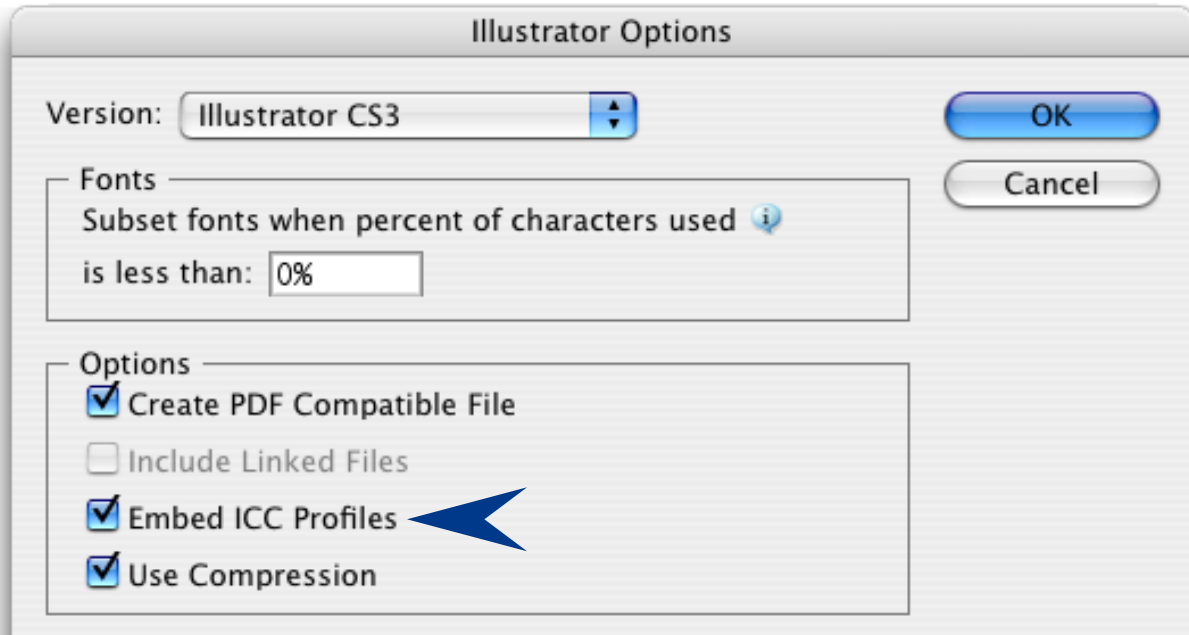 Illustrator Options
Version: Illustrator CS3
OK
Cancel
Fonts
Subset fonts when percent of characters used
is less than: 0%
Options
Create PDF Compatible File
Include Linked Files
Embed ICC Profiles
Use Compression